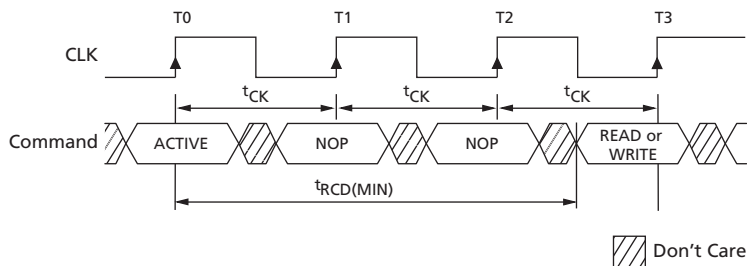 T0 T1 T2 T3
CLK
tCK tCK tCK
Command ACTIVE NOP NOP READ or
WRITE
tRCD(MIN)
Don't Care